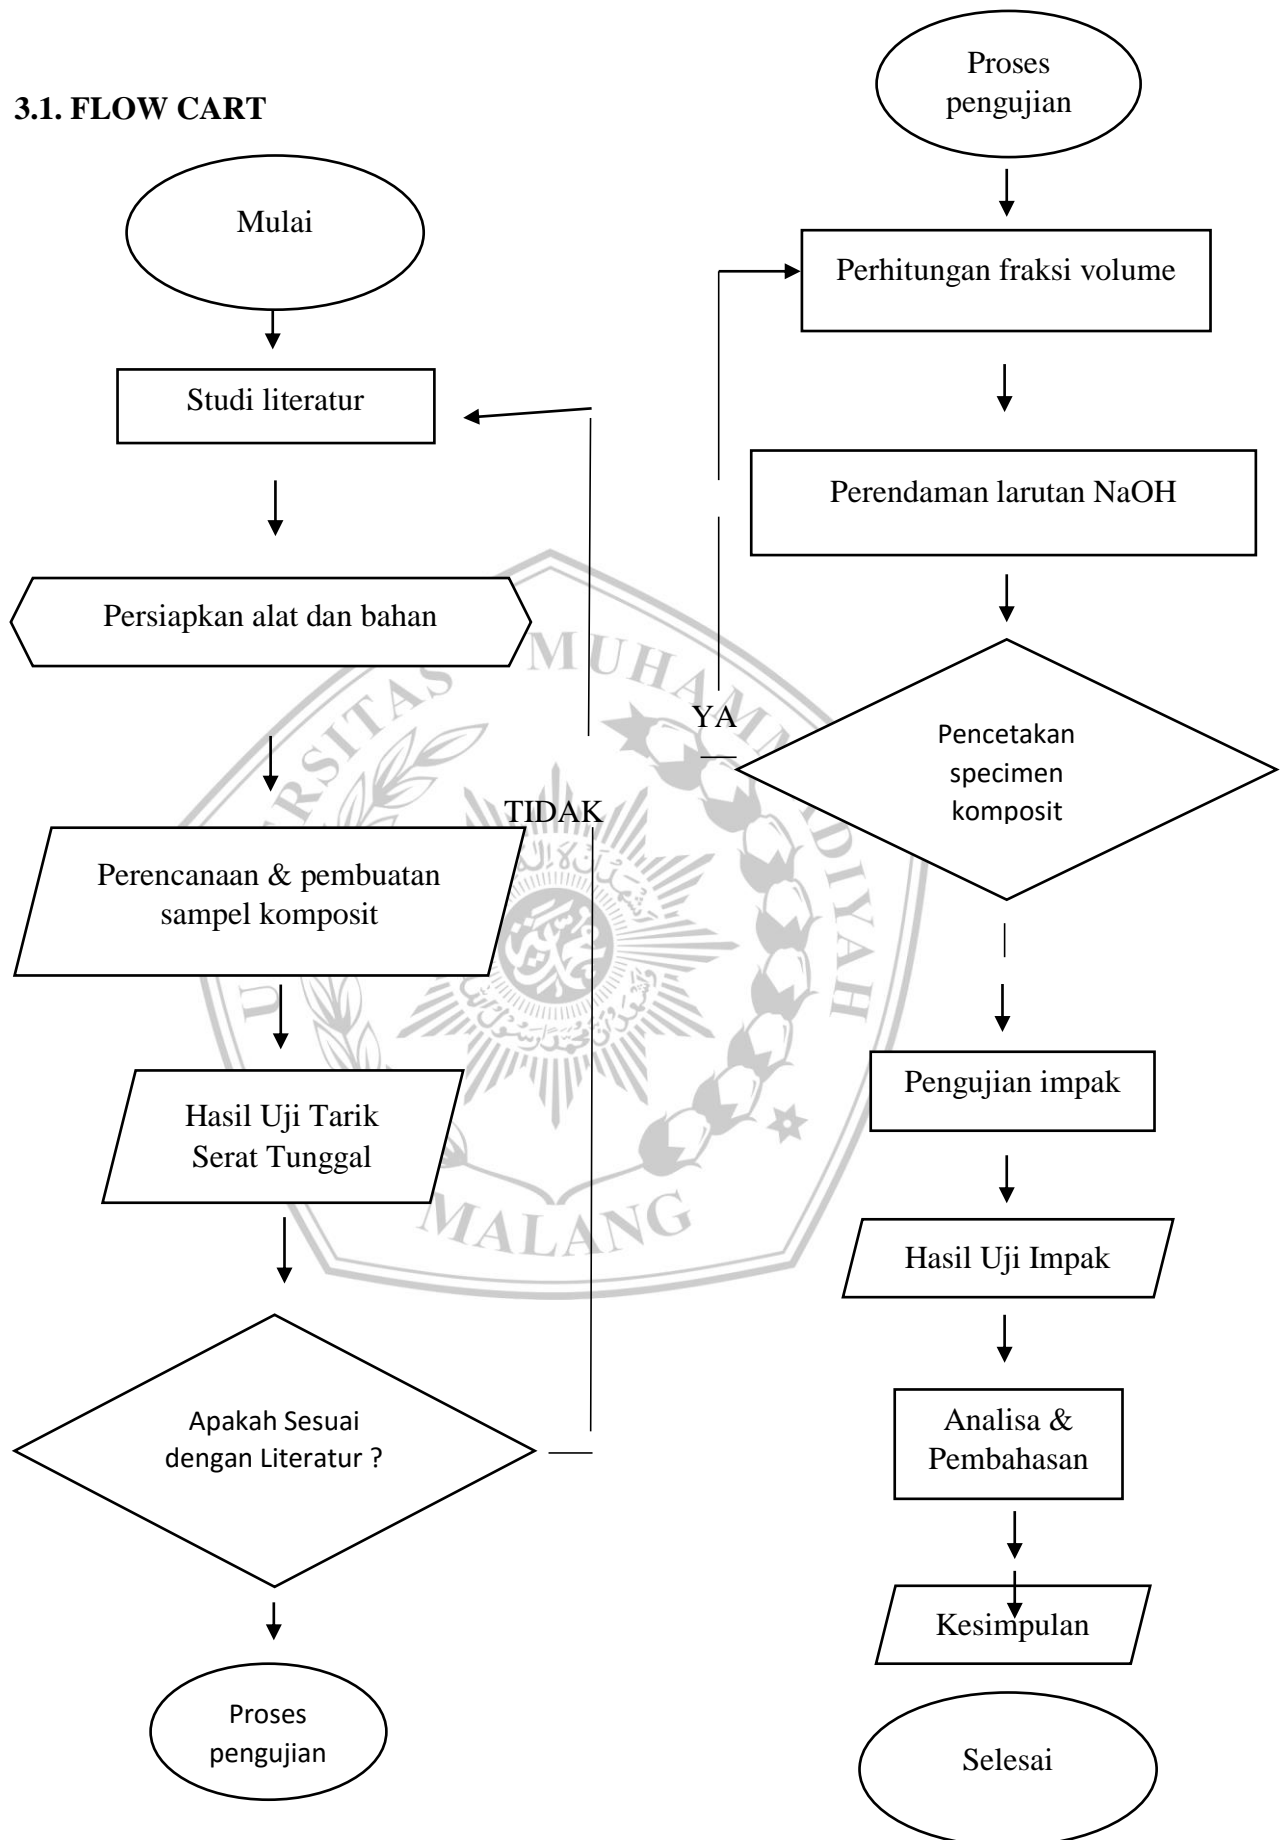 3.1. FLOW CART
Mulai
Studi literatur
Persiapkan alat dan bahan
Perencanaan & pembuatan
sampel komposit
Hasil Uji Tarik
Serat Tunggal
Apakah Sesuai
dengan Literatur ?
TIDAK
Proses
pengujian
Proses
pengujian
Perhitungan fraksi volume
Perendaman larutan NaOH
Pencetakan
specimen
komposit
YA
Pengujian impak
Hasil Uji Impak
Analisa &
Pembahasan
Kesimpulan
Selesai
MUHAMMADIYAH
MALANG